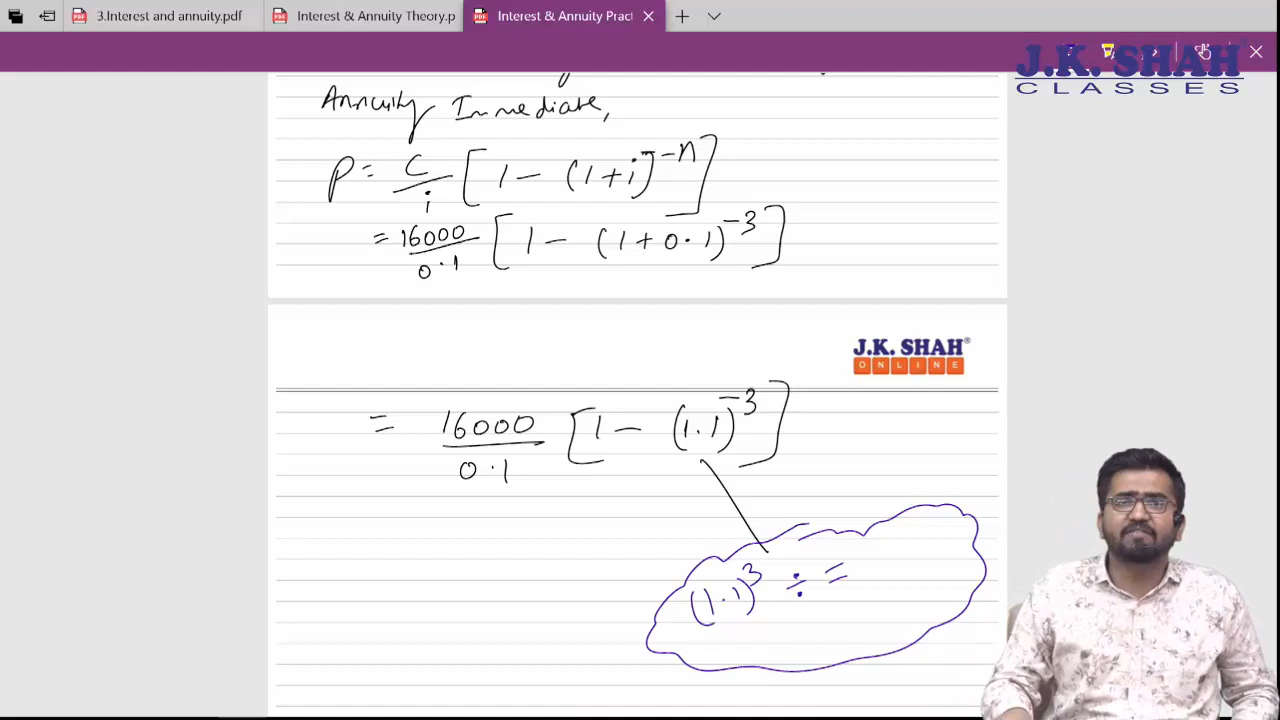 3.Interest and annuity.pdf
Interest & Annuity Theory.p
Interest & Annuity Pract
J.K. SHAH
CLASSES
Annuity Immediate,
P = C/i [1 - (1+i)^-n]
= 16000/0.1 [1 - (1+0.1)^-3]
J.K. SHAH®
ONLINE
= 16000/0.1 [1 - (1.1)^-3]
(1.1)^3 ÷ =